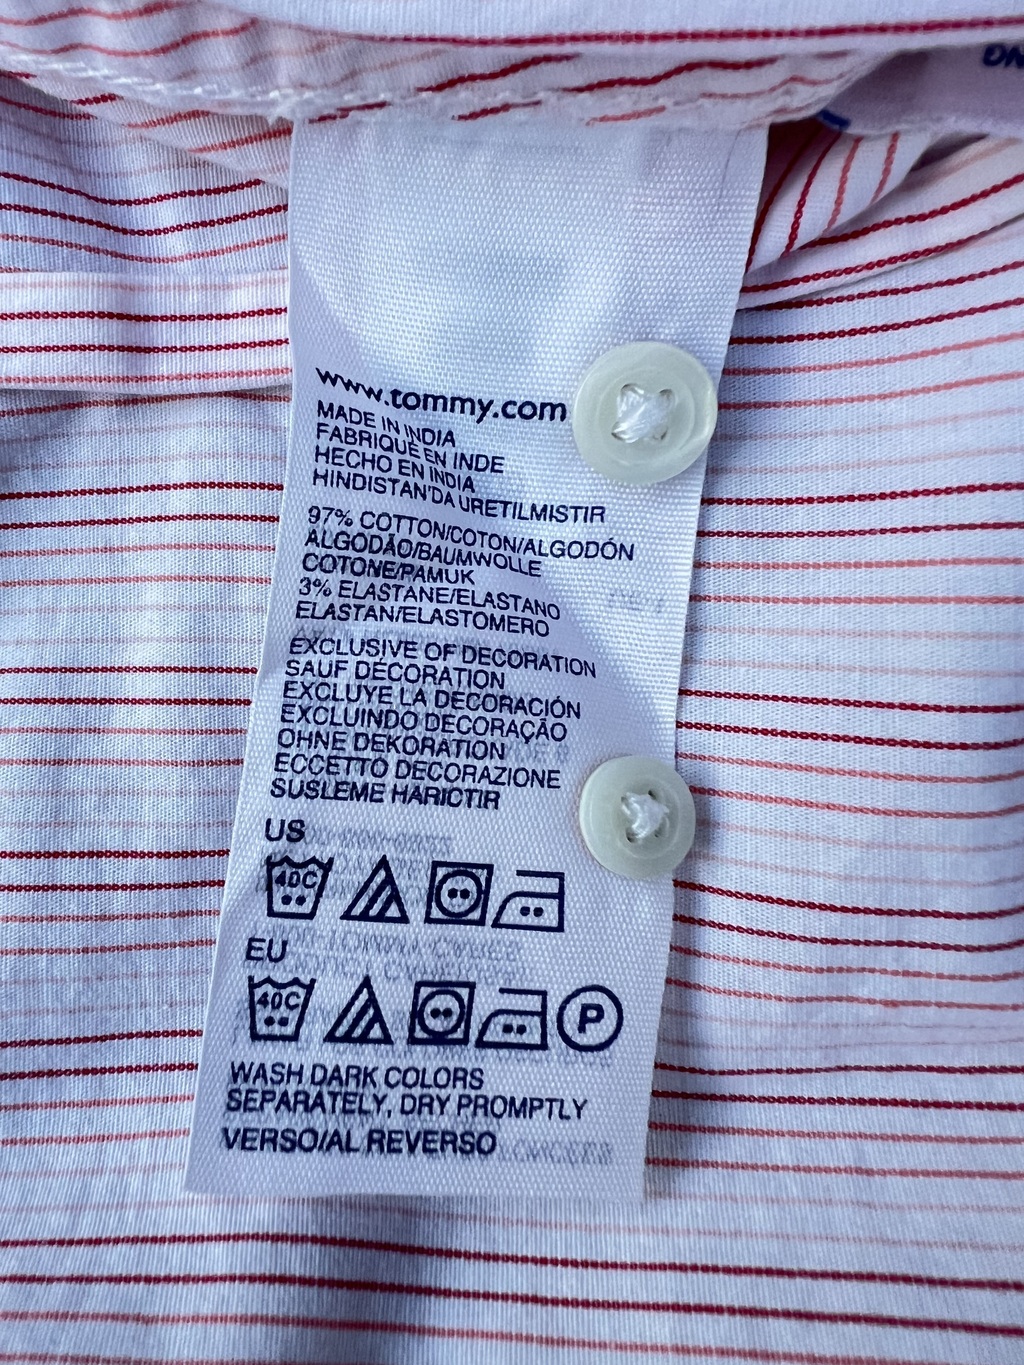 www.tommy.com
MADE IN INDIA
FABRIQUÉ EN INDE
HECHO EN INDIA
HINDISTAN'DA URETILMISTIR
97% COTTON/COTON/ALGODÓN
ALGODÃO/BAUMWOLLE
COTONE/PAMUK
3% ELASTANE/ELASTANO
ELASTAN/ELASTOMERO
EXCLUSIVE OF DECORATION
SAUF DÉCORATION
EXCLUYE LA DECORACIÓN
EXCLUINDO DECORAÇÃO
OHNE DEKORATION
ECCETTO DECORAZIONE
SUSLEME HARICTIR
US
40C
EU
40C
P
WASH DARK COLORS
SEPARATELY, DRY PROMPTLY
VERSO/AL REVERSO